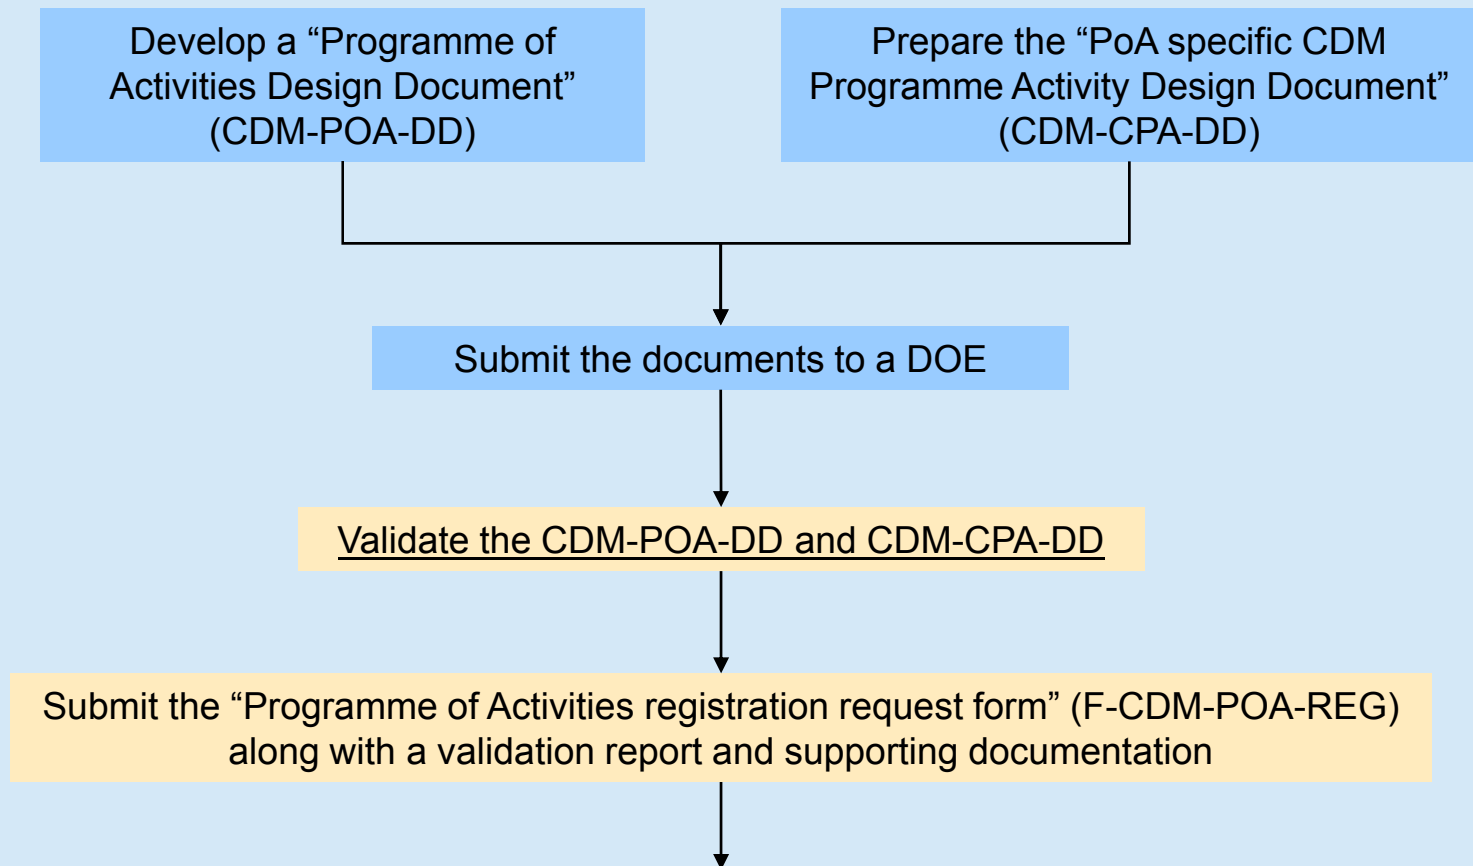 Develop a “Programme of
Activities Design Document”
(CDM-POA-DD)
Prepare the “PoA specific CDM
Programme Activity Design Document”
(CDM-CPA-DD)
Submit the documents to a DOE
Validate the CDM-POA-DD and CDM-CPA-DD
Submit the “Programme of Activities registration request form” (F-CDM-POA-REG)
along with a validation report and supporting documentation